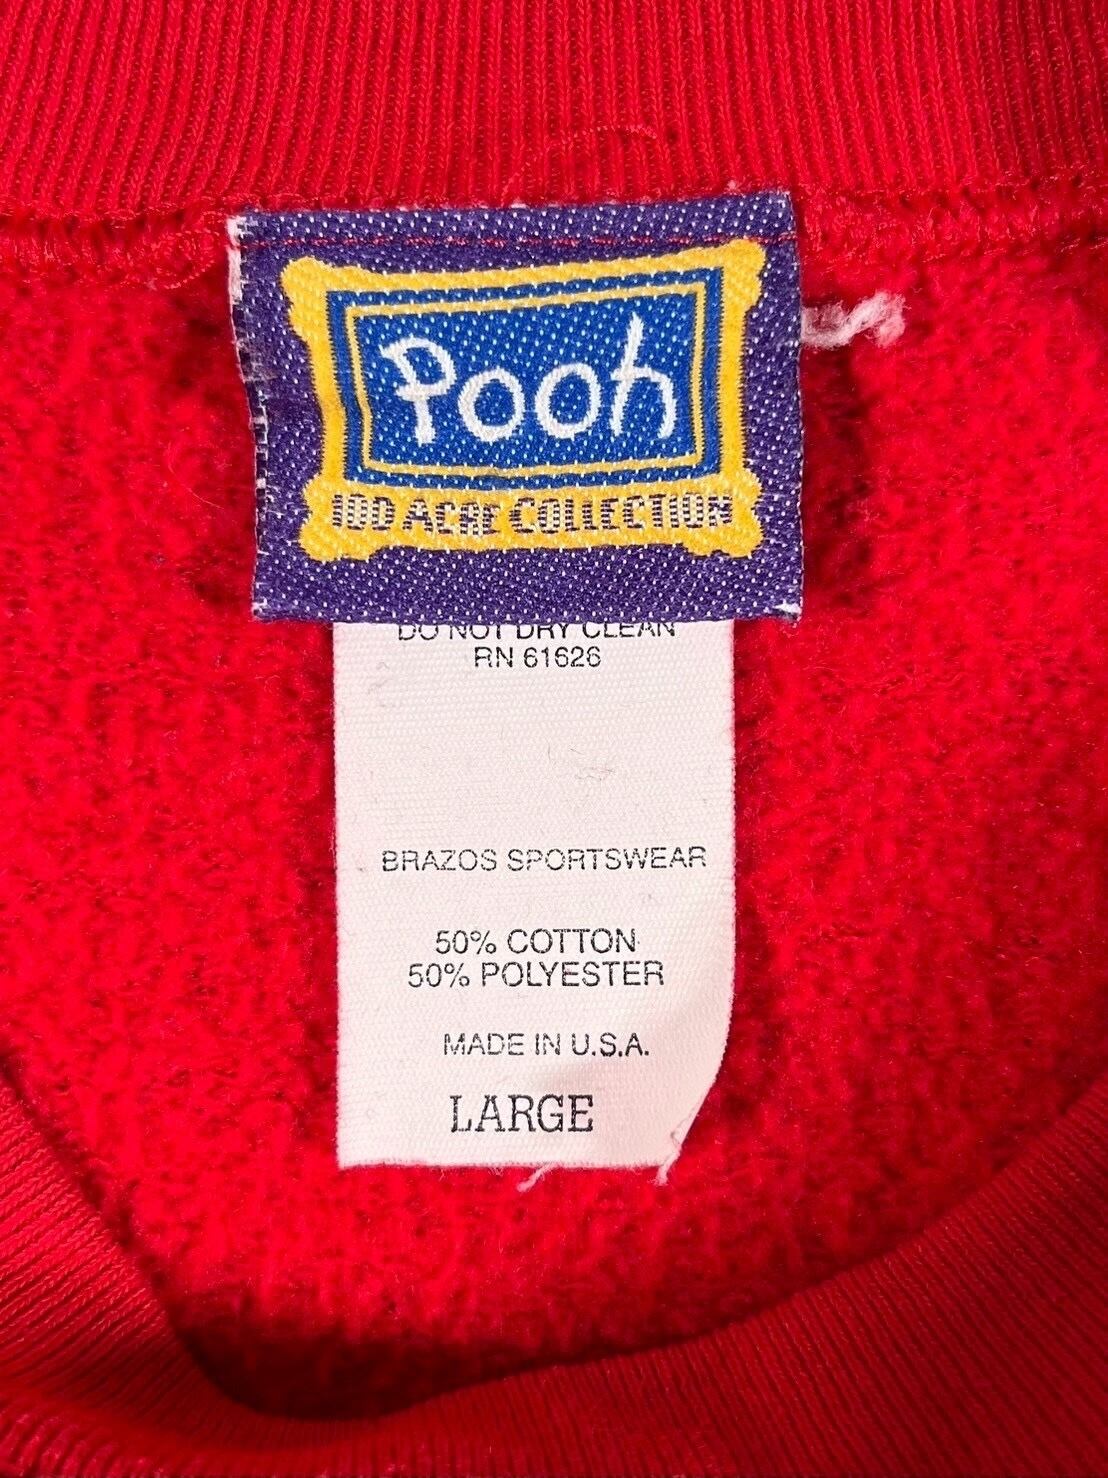 Pooh
100 ACRE COLLECTION
DO NOT DRY CLEAN
RN 61626
BRAZOS SPORTSWEAR
50% COTTON
50% POLYESTER
MADE IN U.S.A.
LARGE